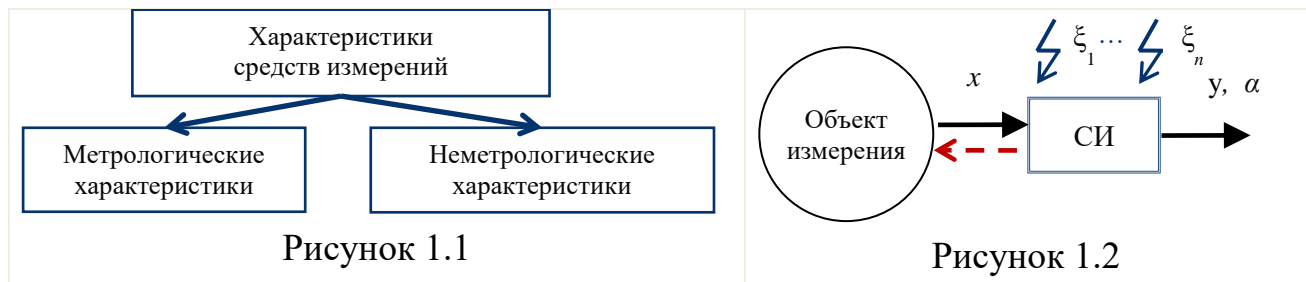 Характеристики
средств измерений
Метрологические
характеристики
Неметрологические
характеристики
Рисунок 1.1
Объект
измерения
x
ξ1 ... ξn
y, α
СИ
Рисунок 1.2